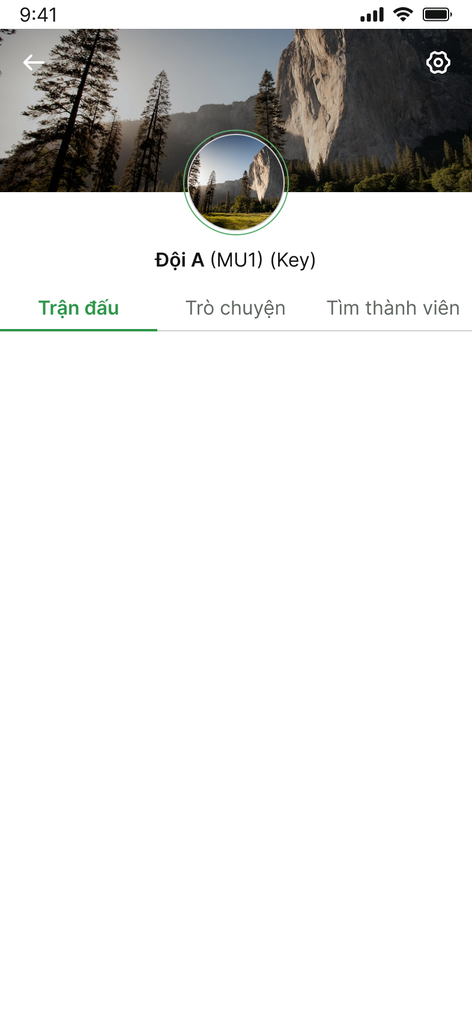 9:41
Đội A (MU1) (Key)
Trận đấu Trò chuyện Tìm thành viên